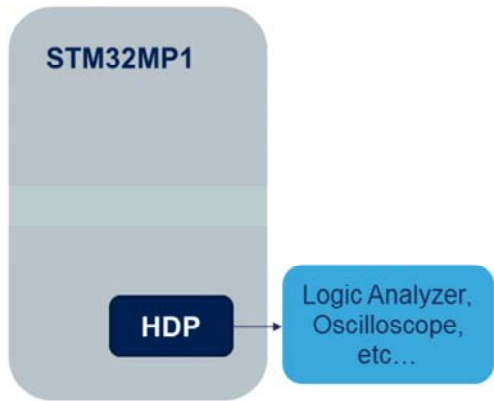 STM32MP1
HDP
Logic Analyzer,
Oscilloscope,
etc...